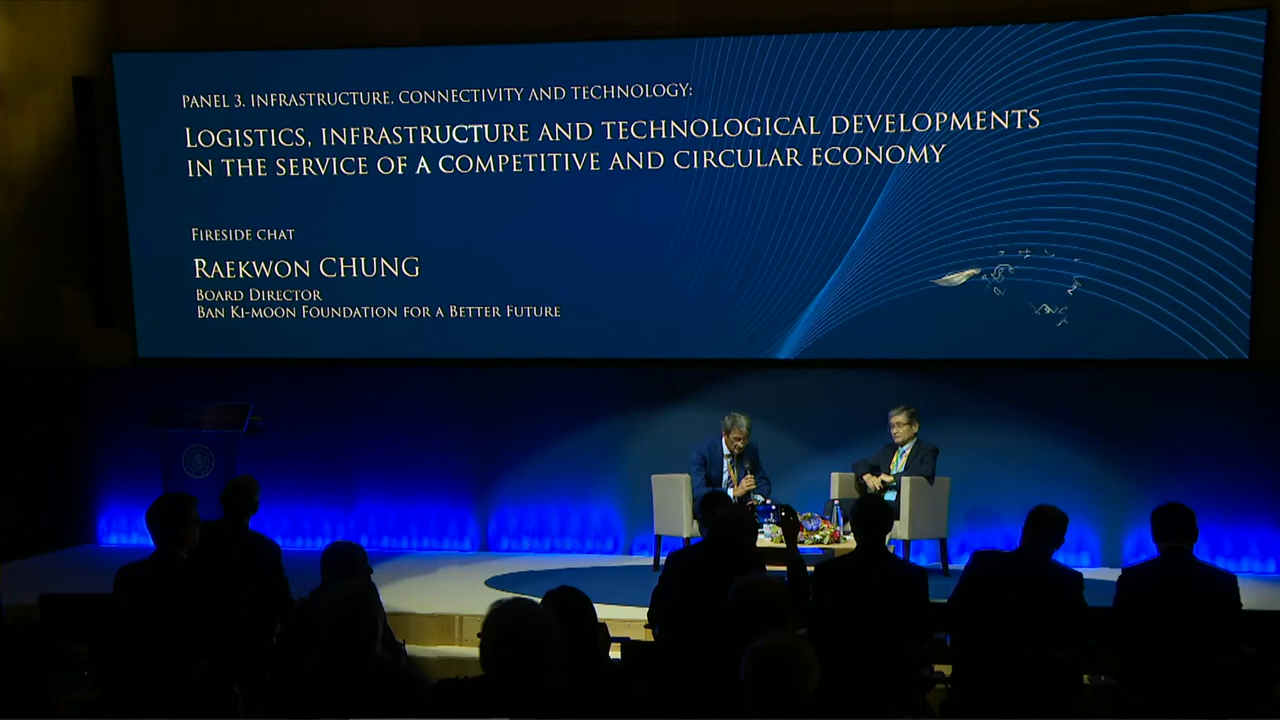 PANEL 3. INFRASTRUCTURE, CONNECTIVITY AND TECHNOLOGY:
LOGISTICS, INFRASTRUCTURE AND TECHNOLOGICAL DEVELOPMENTS
IN THE SERVICE OF A COMPETITIVE AND CIRCULAR ECONOMY
FIRESIDE CHAT
RAEKWON CHUNG
BOARD DIRECTOR
BAN KI-MOON FOUNDATION FOR A BETTER FUTURE